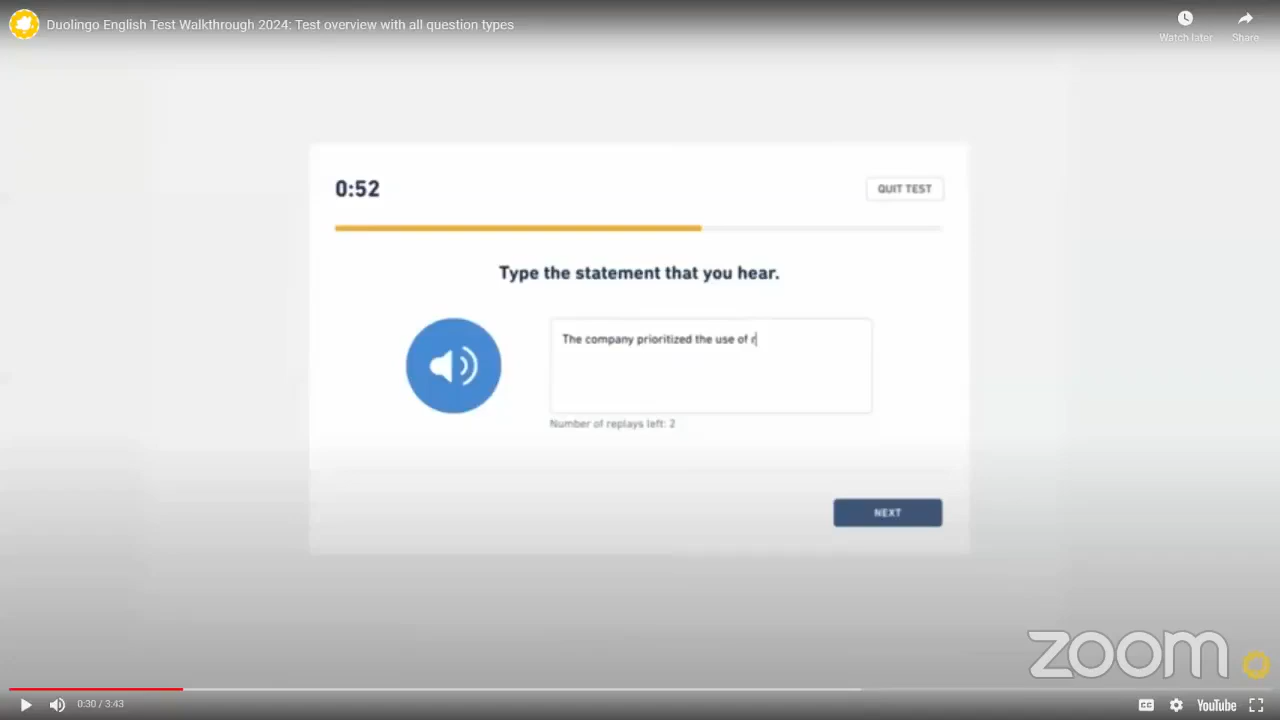 Duolingo English Test Walkthrough 2024: Test overview with all question types
Watch later
Share
0:52
QUIT TEST
Type the statement that you hear.
The company prioritized the use of r
Number of replays left: 2
NEXT
zoom
0:30 / 3:43
CC
YouTube